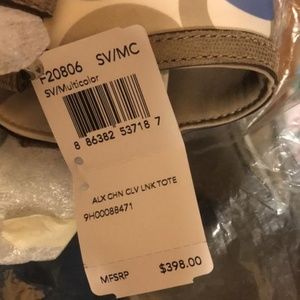 F20806 SV/MC
SV/Multicolor
8 86382 53718 7
ALX CHN CLV LNK TOTE
9H00088471
MFSRP $398.00